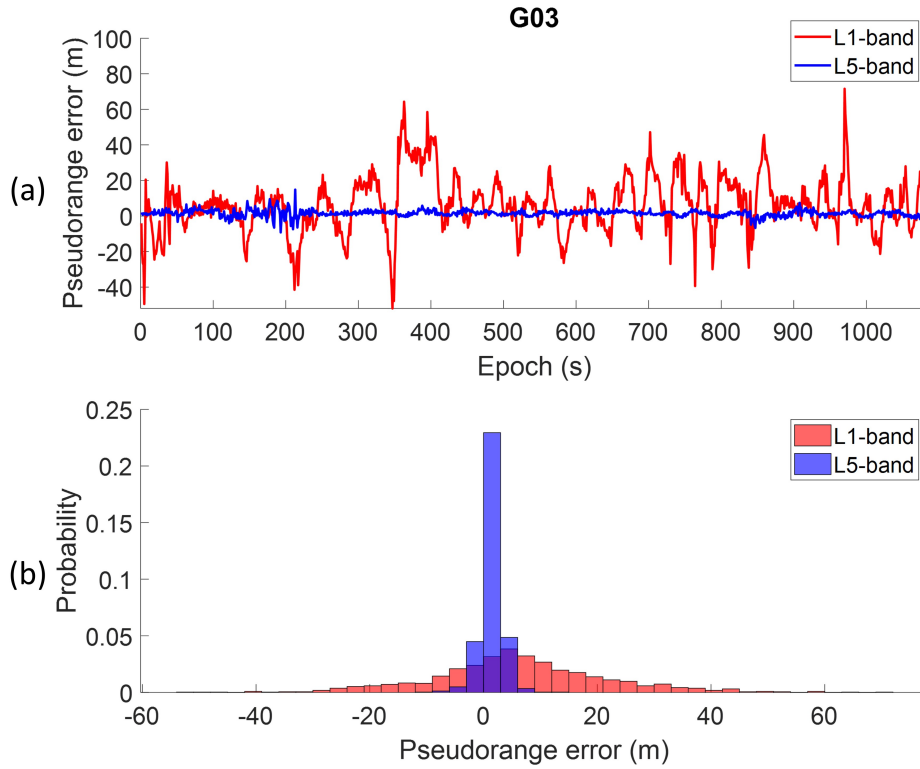 G03
(a)
Pseudorange error (m)
100
80
60
40
20
0
-20
-40
L1-band
L5-band
0 100 200 300 400 500 600 700 800 900 1000
Epoch (s)
(b)
Probability
0.25
0.2
0.15
0.1
0.05
0
L1-band
L5-band
-60 -40 -20 0 20 40 60
Pseudorange error (m)